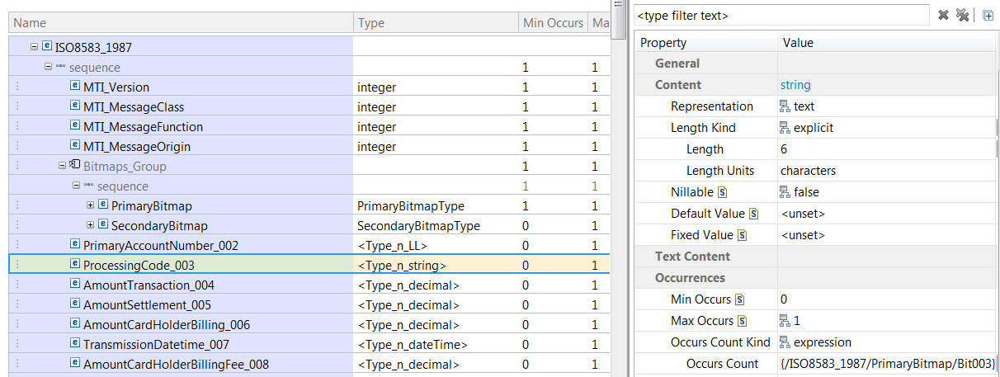 Name Type Min Occurs Ma
ISO8583_1987
sequence 1 1
MTI_Version integer 1 1
MTI_MessageClass integer 1 1
MTI_MessageFunction integer 1 1
MTI_MessageOrigin integer 1 1
Bitmaps_Group 1 1
sequence 1 1
PrimaryBitmap PrimaryBitmapType 1 1
SecondaryBitmap SecondaryBitmapType 0 1
PrimaryAccountNumber_002 <Type_n_LL> 0 1
ProcessingCode_003 <Type_n_string> 0 1
AmountTransaction_004 <Type_n_decimal> 0 1
AmountSettlement_005 <Type_n_decimal> 0 1
AmountCardHolderBilling_006 <Type_n_decimal> 0 1
TransmissionDatetime_007 <Type_n_dateTime> 0 1
AmountCardHolderBillingFee_008 <Type_n_decimal> 0 1
<type filter text>
Property Value
General
Content string
Representation text
Length Kind explicit
Length 6
Length Units characters
Nillable false
Default Value <unset>
Fixed Value <unset>
Text Content
Occurrences
Min Occurs 0
Max Occurs 1
Occurs Count Kind expression
Occurs Count {/ISO8583_1987/PrimaryBitmap/Bit003}